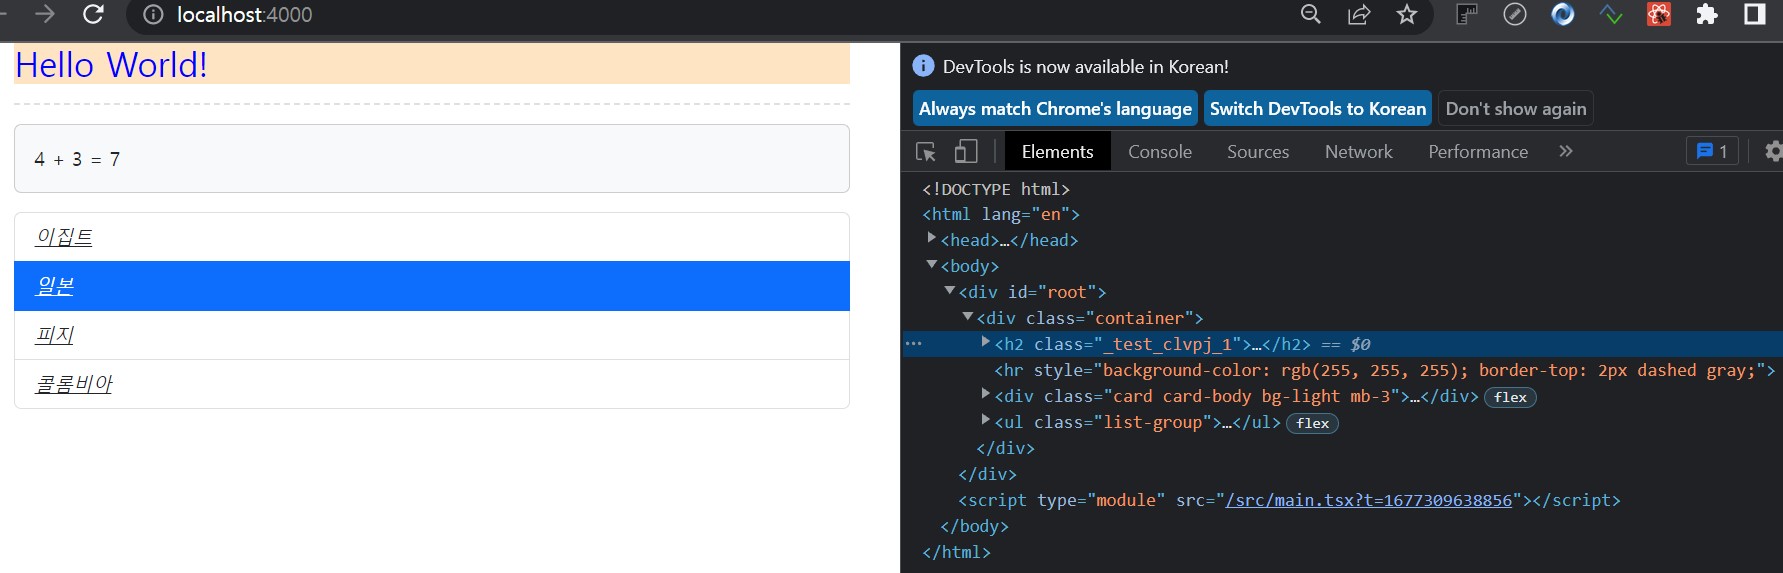 localhost:4000
Hello World!
4 + 3 = 7
이집트
일본
피지
콜롬비아
DevTools is now available in Korean!
Always match Chrome's language Switch DevTools to Korean Don't show again
Elements Console Sources Network Performance » 1
<!DOCTYPE html>
<html lang="en">
<head>…</head>
<body>
<div id="root">
<div class="container">
<h2 class="_test_clvpj_1">…</h2> == $0
<hr style="background-color: rgb(255, 255, 255); border-top: 2px dashed gray;">
<div class="card card-body bg-light mb-3">…</div> flex
<ul class="list-group">…</ul> flex
</div>
</div>
<script type="module" src="/src/main.tsx?t=1677309638856"></script>
</body>
</html>